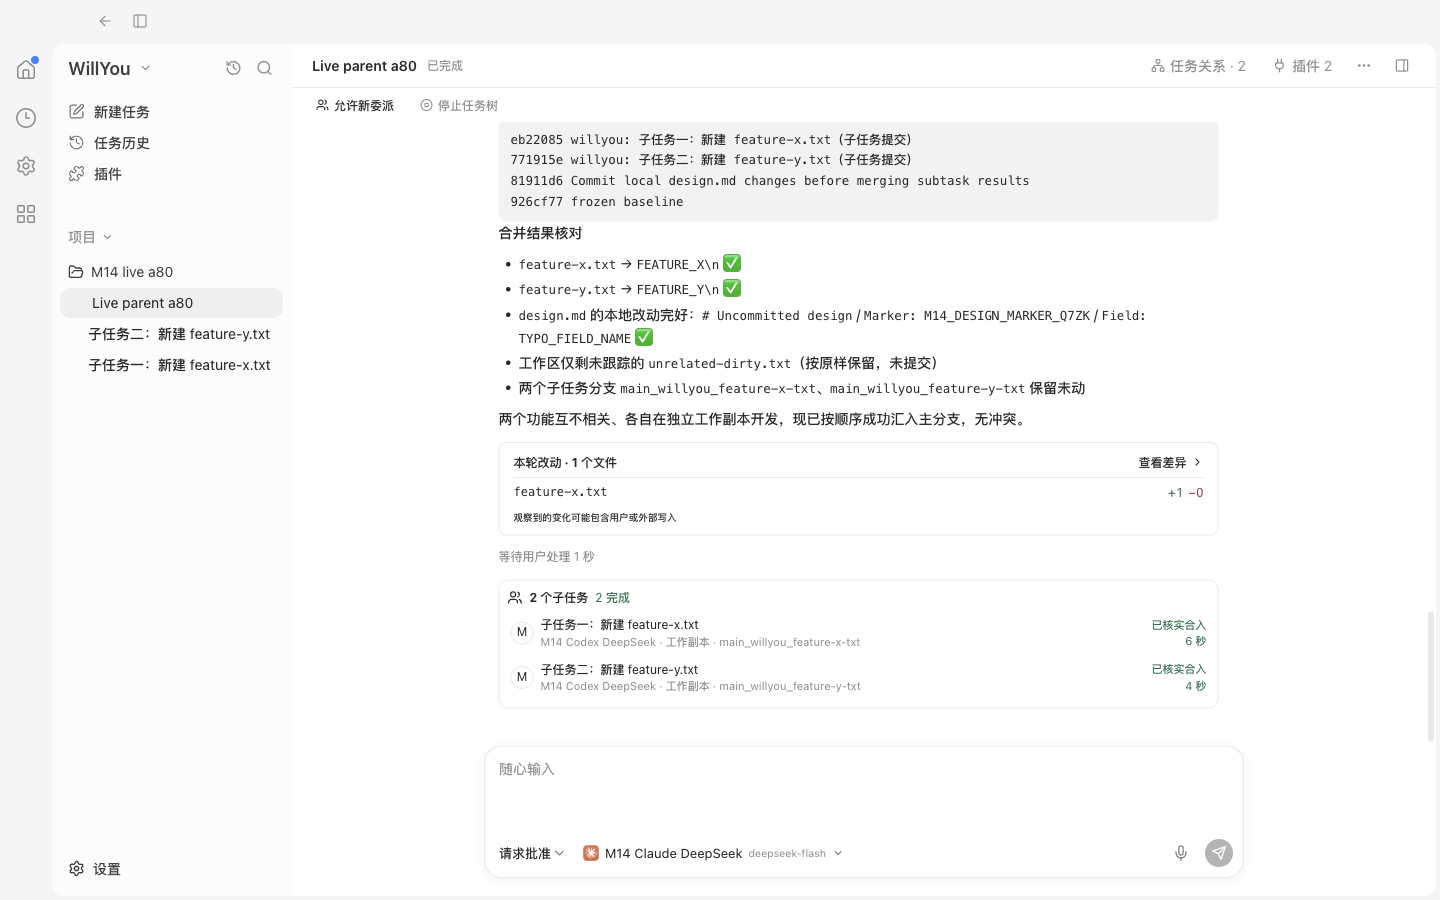 WillYou
新建任务
任务历史
插件
项目
M14 live a80
Live parent a80
子任务二：新建 feature-y.txt
子任务一：新建 feature-x.txt
设置
Live parent a80 已完成
任务关系 · 2 插件 2
允许新委派 停止任务树
eb22085 willyou: 子任务一：新建 feature-x.txt (子任务提交)
771915e willyou: 子任务二：新建 feature-y.txt (子任务提交)
81911d6 Commit local design.md changes before merging subtask results
926cf77 frozen baseline
合并结果核对
• feature-x.txt → FEATURE_X\n ✅
• feature-y.txt → FEATURE_Y\n ✅
• design.md 的本地改动完好：# Uncommitted design / Marker: M14_DESIGN_MARKER_Q7ZK / Field:
TYPO_FIELD_NAME ✅
• 工作区仅剩未跟踪的 unrelated-dirty.txt（按原样保留，未提交）
• 两个子任务分支 main_willyou_feature-x-txt、main_willyou_feature-y-txt 保留未动
两个功能互不相关、各自在独立工作副本开发，现已按顺序成功汇入主分支，无冲突。
本轮改动 · 1 个文件 查看差异
feature-x.txt +1 −0
观察到的变化可能包含用户或外部写入
等待用户处理 1 秒
2 个子任务 2 完成
M
子任务一：新建 feature-x.txt 已核实合入
M14 Codex DeepSeek · 工作副本 · main_willyou_feature-x-txt 6 秒
M
子任务二：新建 feature-y.txt 已核实合入
M14 Codex DeepSeek · 工作副本 · main_willyou_feature-y-txt 4 秒
随心输入
请求批准 M14 Claude DeepSeek deepseek-flash